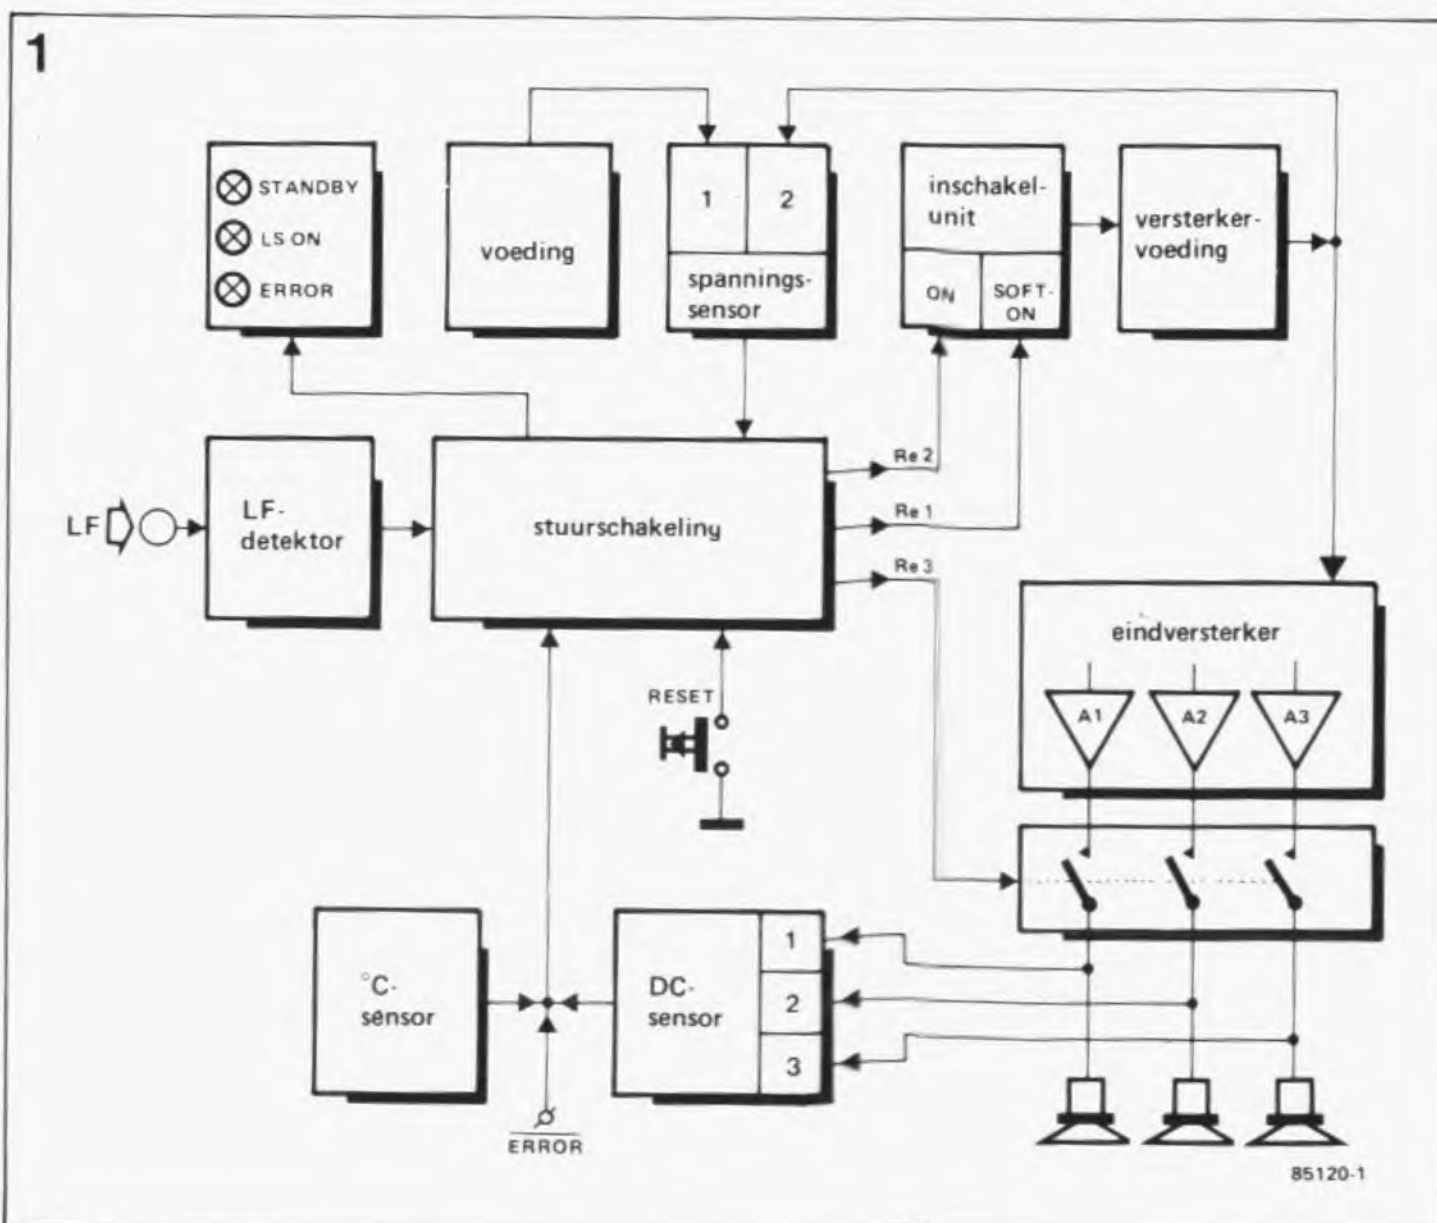 1
STANDBY
LS ON
ERROR
voeding
1
2
spannings-
sensor
inschakel-
unit
ON
SOFT-
ON
versterker-
voeding
LF
LF-
detektor
stuurschakeliny
Re 2
Re 1
Re 3
RESET
eindversterker
A1
A2
A3
°C-
sensor
DC-
sensor
1
2
3
ERROR
85120-1